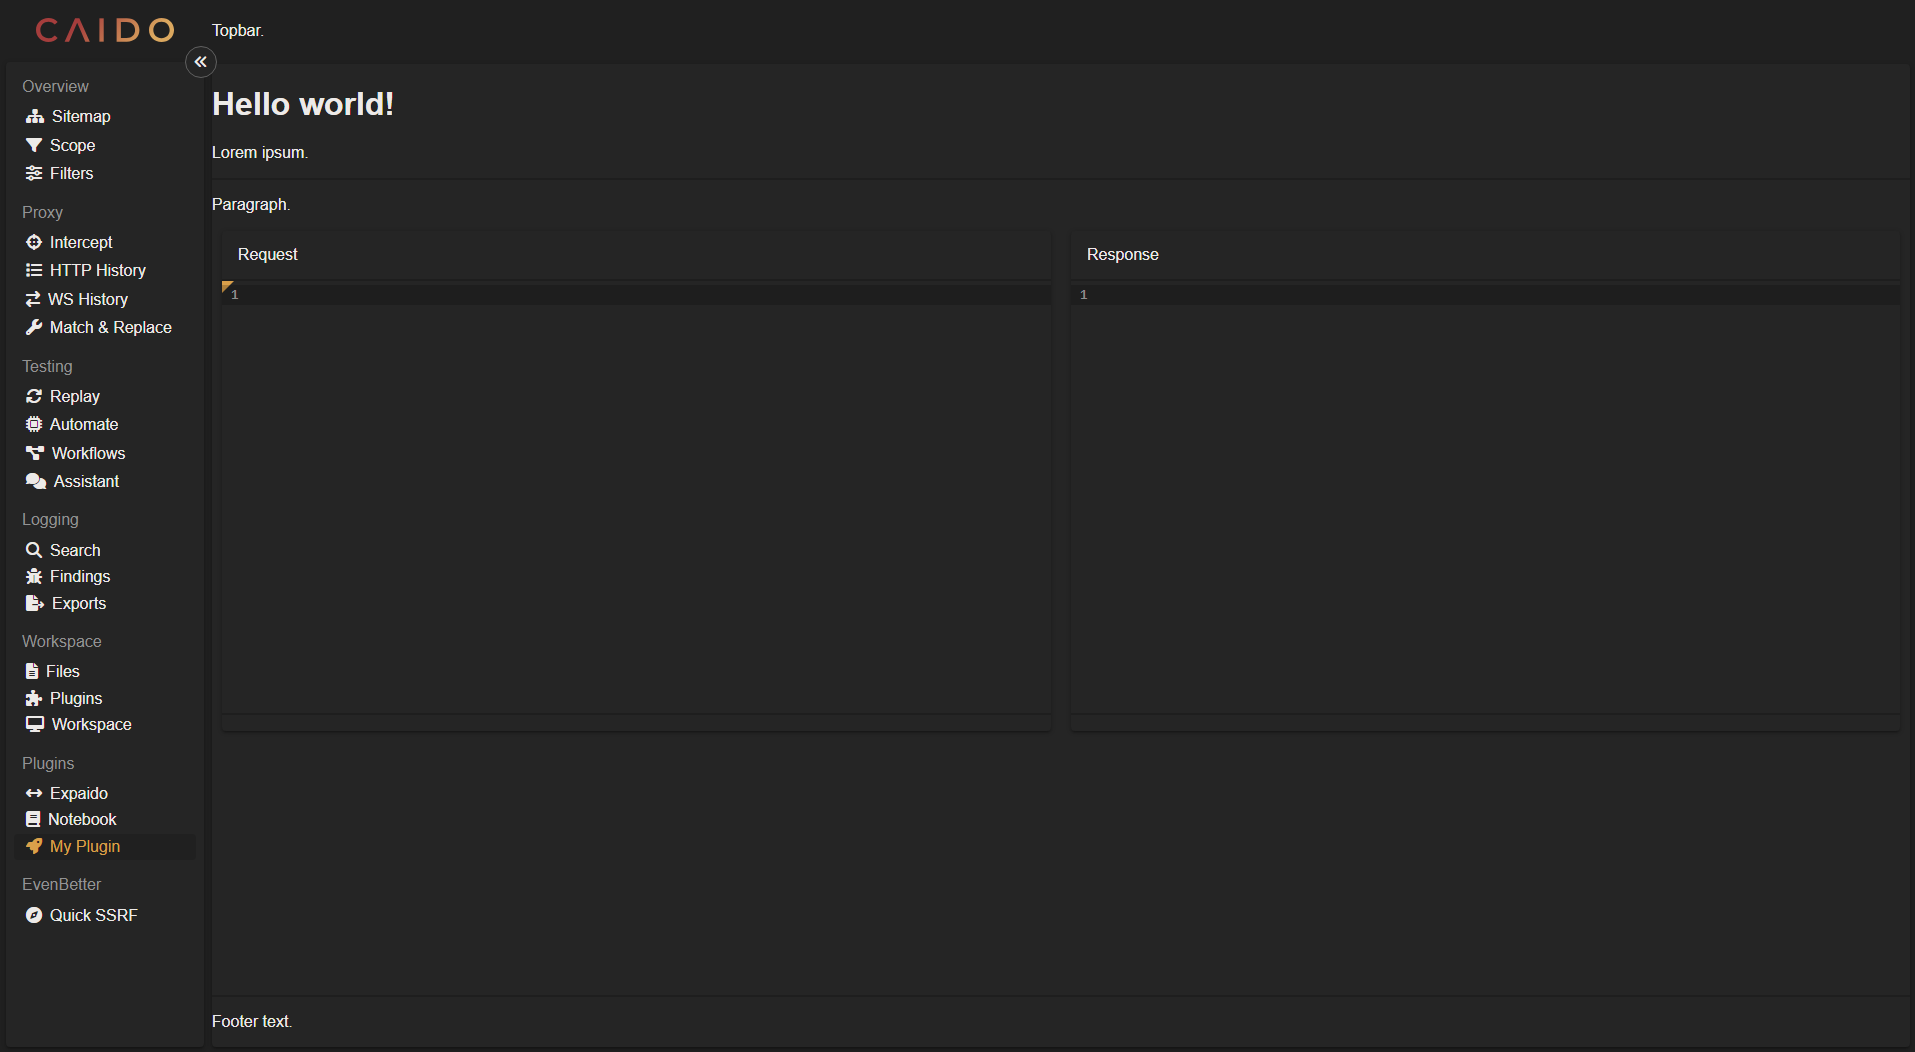 CAIDO
Topbar.
Overview
Sitemap
Scope
Filters
Proxy
Intercept
HTTP History
WS History
Match & Replace
Testing
Replay
Automate
Workflows
Assistant
Logging
Search
Findings
Exports
Workspace
Files
Plugins
Workspace
Plugins
Expaido
Notebook
My Plugin
EvenBetter
Quick SSRF
Hello world!
Lorem ipsum.
Paragraph.
Request
1
Response
1
Footer text.